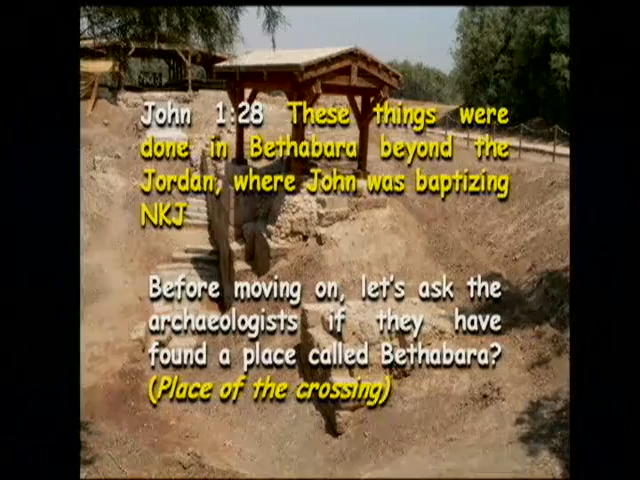 John 1:28 These things were
done in Bethabara beyond the
Jordan, where John was baptizing
NKJ
Before moving on, let's ask the
archaeologists if they have
found a place called Bethabara?
(Place of the crossing)